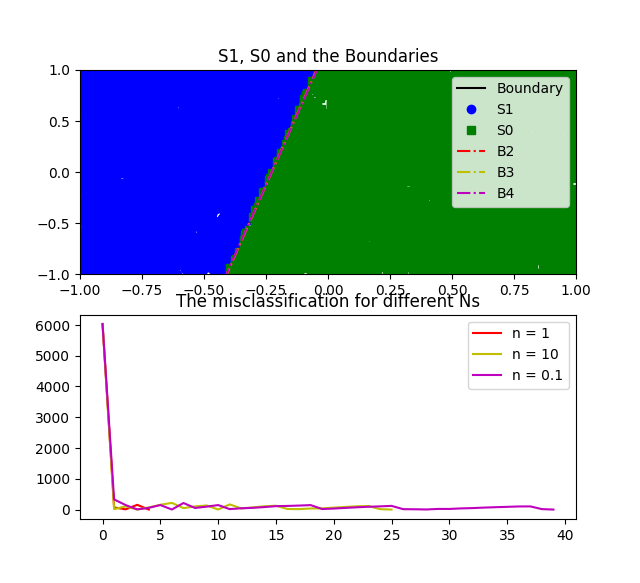 S1, S0 and the Boundaries
1.0
0.5
0.0
−0.5
−1.0
Boundary
S1
S0
B2
B3
B4
−1.00 −0.75 −0.50 −0.25 0.00 0.25 0.50 0.75 1.00
The misclassification for different Ns
6000
5000
4000
3000
2000
1000
0
n = 1
n = 10
n = 0.1
0 5 10 15 20 25 30 35 40